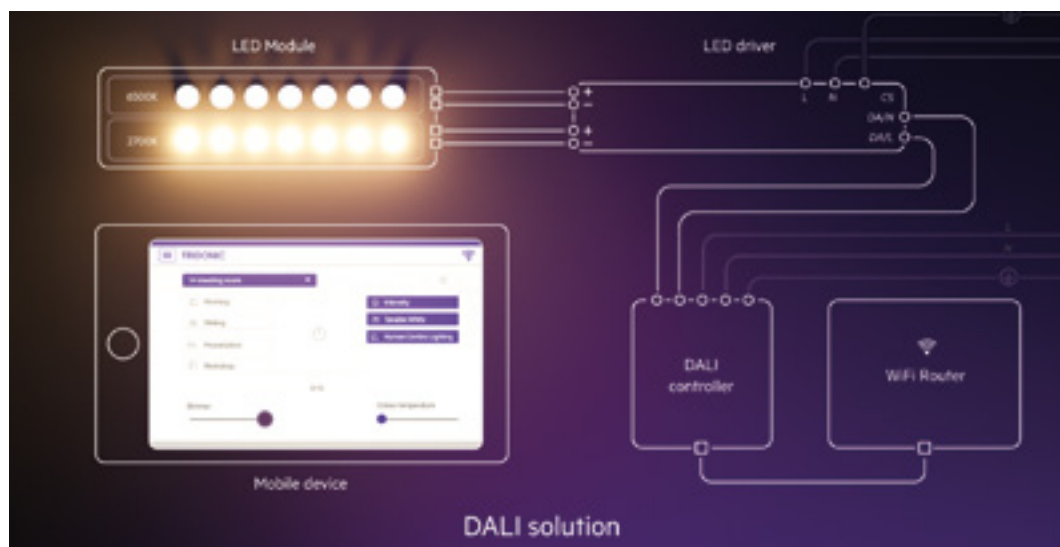 LED Module
LED driver
6500K
2700K
+
−
+
−
L
N
CS
DA/N
DA/L
TRIDONIC
Meeting room
Intensity
Tunable White
Human Centric Lighting
Presentation
Workshop
Dimmer
Colour temperature
L
N
DALI
controller
WiFi Router
Mobile device
DALI solution